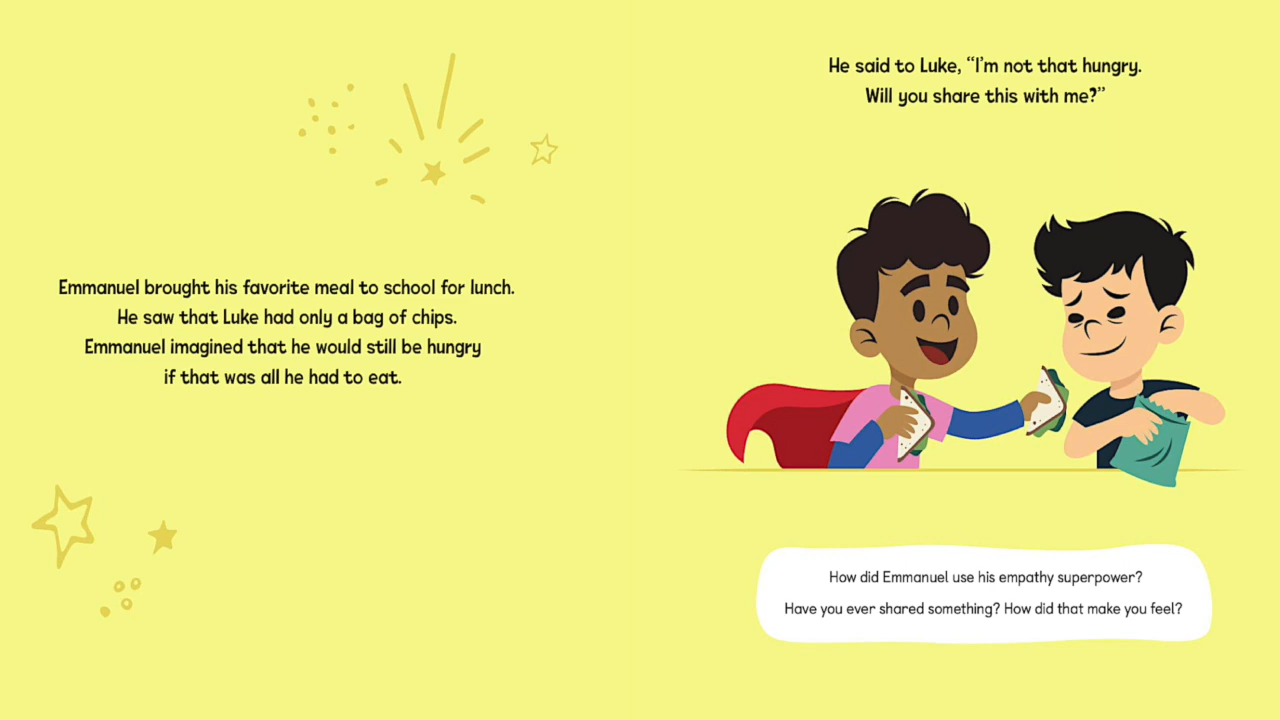 Emmanuel brought his favorite meal to school for lunch.
He saw that Luke had only a bag of chips.
Emmanuel imagined that he would still be hungry
if that was all he had to eat.
He said to Luke, “I’m not that hungry.
Will you share this with me?”
How did Emmanuel use his empathy superpower?
Have you ever shared something? How did that make you feel?